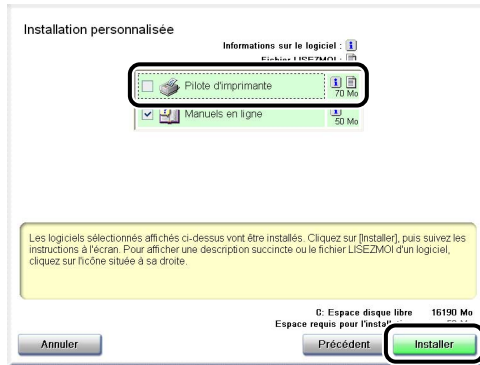 Installation personnalisée
Informations sur le logiciel :
Fichier LISEZMOI :
Pilote d'imprimante
70 Mo
Manuels en ligne
50 Mo
Les logiciels sélectionnés affichés ci-dessus vont être installés. Cliquez sur [Installer], puis suivez les
instructions à l'écran. Pour afficher une description succincte ou le fichier LISEZMOI d'un logiciel,
cliquez sur l'icône située à sa droite.
C: Espace disque libre 16190 Mo
Espace requis pour
Annuler
Précédent
Installer